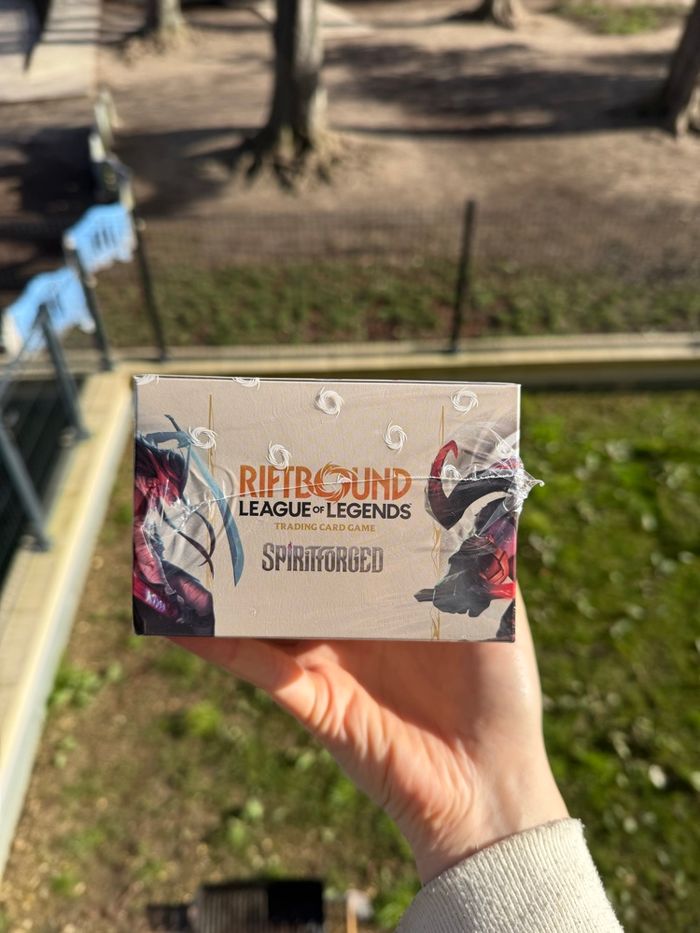 RIFTBOUND
LEAGUE OF LEGENDS
TRADING CARD GAME
SPIRITFORGED